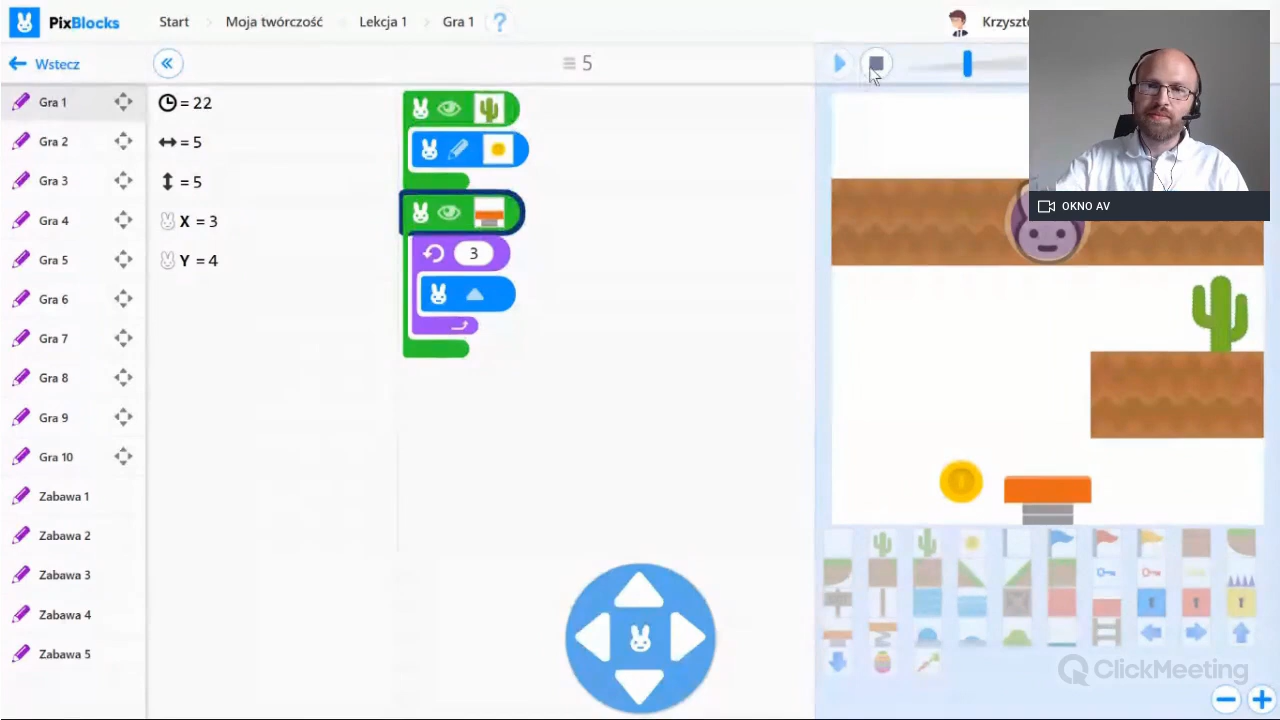 PixBlocks
Start
Moja twórczość
Lekcja 1
Gra 1
?
Krzyszto
Wstecz
5
Gra 1
Gra 2
Gra 3
Gra 4
Gra 5
Gra 6
Gra 7
Gra 8
Gra 9
Gra 10
Zabawa 1
Zabawa 2
Zabawa 3
Zabawa 4
Zabawa 5
= 22
= 5
= 5
X = 3
Y = 4
3
OKNO AV
ClickMeeting